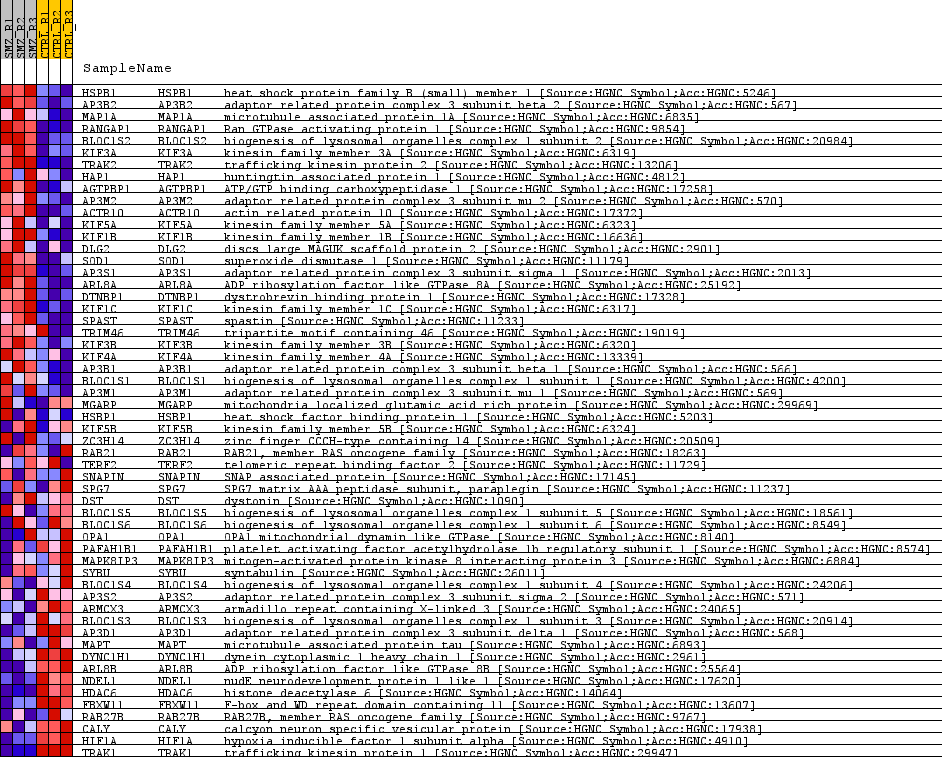 SMZ_R1
SMZ_R2
SMZ_R3
CTRL_R1
CTRL_R2
CTRL_R3
SampleName
HSPB1 HSPB1 heat shock protein family B (small) member 1 [Source:HGNC Symbol;Acc:HGNC:5246]
AP3B2 AP3B2 adaptor related protein complex 3 subunit beta 2 [Source:HGNC Symbol;Acc:HGNC:567]
MAP1A MAP1A microtubule associated protein 1A [Source:HGNC Symbol;Acc:HGNC:6835]
RANGAP1 RANGAP1 Ran GTPase activating protein 1 [Source:HGNC Symbol;Acc:HGNC:9854]
BLOC1S2 BLOC1S2 biogenesis of lysosomal organelles complex 1 subunit 2 [Source:HGNC Symbol;Acc:HGNC:20984]
KIF3A KIF3A kinesin family member 3A [Source:HGNC Symbol;Acc:HGNC:6319]
TRAK2 TRAK2 trafficking kinesin protein 2 [Source:HGNC Symbol;Acc:HGNC:13206]
HAP1 HAP1 huntingtin associated protein 1 [Source:HGNC Symbol;Acc:HGNC:4812]
AGTPBP1 AGTPBP1 ATP/GTP binding carboxypeptidase 1 [Source:HGNC Symbol;Acc:HGNC:17258]
AP3M2 AP3M2 adaptor related protein complex 3 subunit mu 2 [Source:HGNC Symbol;Acc:HGNC:570]
ACTR10 ACTR10 actin related protein 10 [Source:HGNC Symbol;Acc:HGNC:17372]
KIF5A KIF5A kinesin family member 5A [Source:HGNC Symbol;Acc:HGNC:6323]
KIF1B KIF1B kinesin family member 1B [Source:HGNC Symbol;Acc:HGNC:16636]
DLG2 DLG2 discs large MAGUK scaffold protein 2 [Source:HGNC Symbol;Acc:HGNC:2901]
SOD1 SOD1 superoxide dismutase 1 [Source:HGNC Symbol;Acc:HGNC:11179]
AP3S1 AP3S1 adaptor related protein complex 3 subunit sigma 1 [Source:HGNC Symbol;Acc:HGNC:2013]
ARL8A ARL8A ADP ribosylation factor like GTPase 8A [Source:HGNC Symbol;Acc:HGNC:25192]
DTNBP1 DTNBP1 dystrobrevin binding protein 1 [Source:HGNC Symbol;Acc:HGNC:17328]
KIF1C KIF1C kinesin family member 1C [Source:HGNC Symbol;Acc:HGNC:6317]
SPAST SPAST spastin [Source:HGNC Symbol;Acc:HGNC:11233]
TRIM46 TRIM46 tripartite motif containing 46 [Source:HGNC Symbol;Acc:HGNC:19019]
KIF3B KIF3B kinesin family member 3B [Source:HGNC Symbol;Acc:HGNC:6320]
KIF4A KIF4A kinesin family member 4A [Source:HGNC Symbol;Acc:HGNC:13339]
AP3B1 AP3B1 adaptor related protein complex 3 subunit beta 1 [Source:HGNC Symbol;Acc:HGNC:566]
BLOC1S1 BLOC1S1 biogenesis of lysosomal organelles complex 1 subunit 1 [Source:HGNC Symbol;Acc:HGNC:4200]
AP3M1 AP3M1 adaptor related protein complex 3 subunit mu 1 [Source:HGNC Symbol;Acc:HGNC:569]
MGARP MGARP mitochondria localized glutamic acid rich protein [Source:HGNC Symbol;Acc:HGNC:29969]
HSBP1 HSBP1 heat shock factor binding protein 1 [Source:HGNC Symbol;Acc:HGNC:5203]
KIF5B KIF5B kinesin family member 5B [Source:HGNC Symbol;Acc:HGNC:6324]
ZC3H14 ZC3H14 zinc finger CCCH-type containing 14 [Source:HGNC Symbol;Acc:HGNC:20509]
RAB21 RAB21 RAB21, member RAS oncogene family [Source:HGNC Symbol;Acc:HGNC:18263]
TERF2 TERF2 telomeric repeat binding factor 2 [Source:HGNC Symbol;Acc:HGNC:11729]
SNAPIN SNAPIN SNAP associated protein [Source:HGNC Symbol;Acc:HGNC:17145]
SPG7 SPG7 SPG7 matrix AAA peptidase subunit, paraplegin [Source:HGNC Symbol;Acc:HGNC:11237]
DST DST dystonin [Source:HGNC Symbol;Acc:HGNC:1090]
BLOC1S5 BLOC1S5 biogenesis of lysosomal organelles complex 1 subunit 5 [Source:HGNC Symbol;Acc:HGNC:18561]
BLOC1S6 BLOC1S6 biogenesis of lysosomal organelles complex 1 subunit 6 [Source:HGNC Symbol;Acc:HGNC:8549]
OPA1 OPA1 OPA1 mitochondrial dynamin like GTPase [Source:HGNC Symbol;Acc:HGNC:8140]
PAFAH1B1 PAFAH1B1 platelet activating factor acetylhydrolase 1b regulatory subunit 1 [Source:HGNC Symbol;Acc:HGNC:8574]
MAPK8IP3 MAPK8IP3 mitogen-activated protein kinase 8 interacting protein 3 [Source:HGNC Symbol;Acc:HGNC:6884]
SYBU SYBU syntabulin [Source:HGNC Symbol;Acc:HGNC:26011]
BLOC1S4 BLOC1S4 biogenesis of lysosomal organelles complex 1 subunit 4 [Source:HGNC Symbol;Acc:HGNC:24206]
AP3S2 AP3S2 adaptor related protein complex 3 subunit sigma 2 [Source:HGNC Symbol;Acc:HGNC:571]
ARMCX3 ARMCX3 armadillo repeat containing X-linked 3 [Source:HGNC Symbol;Acc:HGNC:24065]
BLOC1S3 BLOC1S3 biogenesis of lysosomal organelles complex 1 subunit 3 [Source:HGNC Symbol;Acc:HGNC:20914]
AP3D1 AP3D1 adaptor related protein complex 3 subunit delta 1 [Source:HGNC Symbol;Acc:HGNC:568]
MAPT MAPT microtubule associated protein tau [Source:HGNC Symbol;Acc:HGNC:6893]
DYNC1H1 DYNC1H1 dynein cytoplasmic 1 heavy chain 1 [Source:HGNC Symbol;Acc:HGNC:2961]
ARL8B ARL8B ADP ribosylation factor like GTPase 8B [Source:HGNC Symbol;Acc:HGNC:25564]
NDEL1 NDEL1 nudE neurodevelopment protein 1 like 1 [Source:HGNC Symbol;Acc:HGNC:17620]
HDAC6 HDAC6 histone deacetylase 6 [Source:HGNC Symbol;Acc:HGNC:14064]
FBXW11 FBXW11 F-box and WD repeat domain containing 11 [Source:HGNC Symbol;Acc:HGNC:13607]
RAB27B RAB27B RAB27B, member RAS oncogene family [Source:HGNC Symbol;Acc:HGNC:9767]
CALY CALY calcyon neuron specific vesicular protein [Source:HGNC Symbol;Acc:HGNC:17938]
HIF1A HIF1A hypoxia inducible factor 1 subunit alpha [Source:HGNC Symbol;Acc:HGNC:4910]
TRAK1 TRAK1 trafficking kinesin protein 1 [Source:HGNC Symbol;Acc:HGNC:29947]